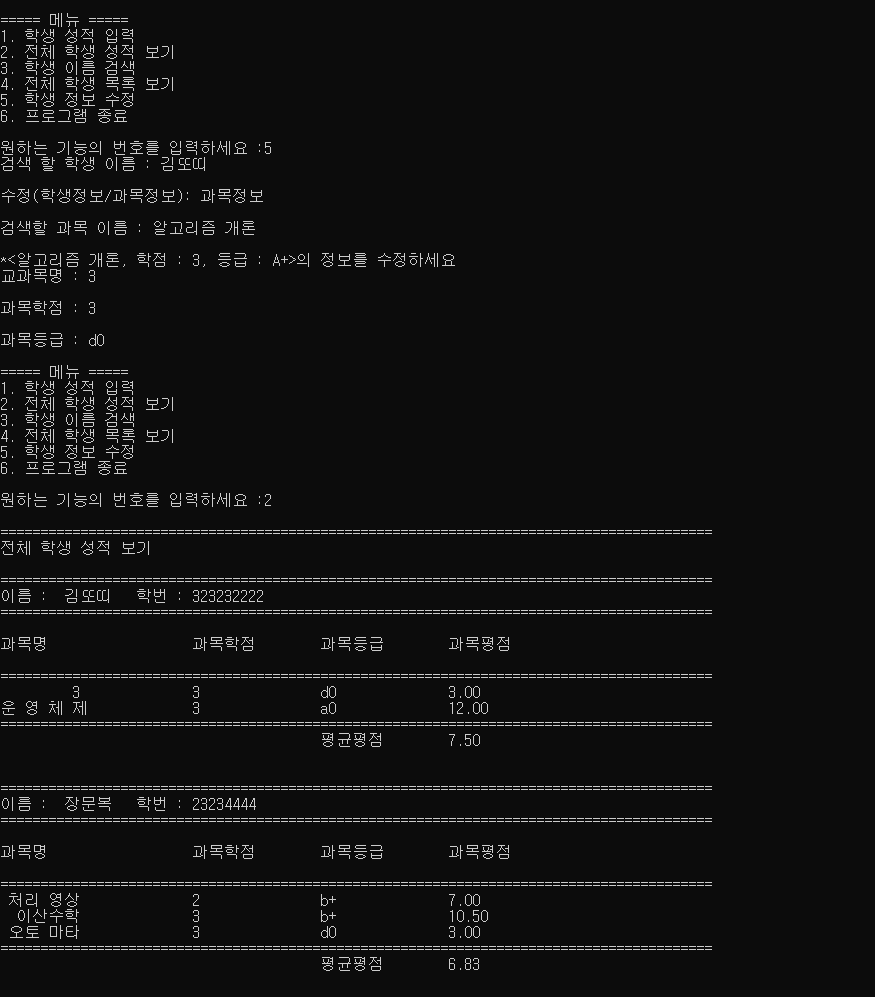 ===== 메뉴 =====
1. 학생 성적 입력
2. 전체 학생 성적 보기
3. 학생 이름 검색
4. 전체 학생 목록 보기
5. 학생 정보 수정
6. 프로그램 종료
원하는 기능의 번호를 입력하세요 :5
검색 할 학생 이름 : 김또띠
수정(학생정보/과목정보): 과목정보
검색할 과목 이름 : 알고리즘 개론
*<알고리즘 개론, 학점 : 3, 등급 : A+>의 정보를 수정하세요
교과목명 : 3
과목학점 : 3
과목등급 : d0
===== 메뉴 =====
1. 학생 성적 입력
2. 전체 학생 성적 보기
3. 학생 이름 검색
4. 전체 학생 목록 보기
5. 학생 정보 수정
6. 프로그램 종료
원하는 기능의 번호를 입력하세요 :2
=========================================================================================
전체 학생 성적 보기
=========================================================================================
이름 :  김또띠   학번 : 323232222
=========================================================================================
과목명 과목학점 과목등급 과목평점
=========================================================================================
3 3 d0 3.00
운 영 체 제 3 a0 12.00
=========================================================================================
평균평점 7.50
=========================================================================================
이름 :  장문복   학번 : 23234444
=========================================================================================
과목명 과목학점 과목등급 과목평점
=========================================================================================
처리 영상 2 b+ 7.00
이산수학 3 b+ 10.50
오토 마타 3 d0 3.00
=========================================================================================
평균평점 6.83